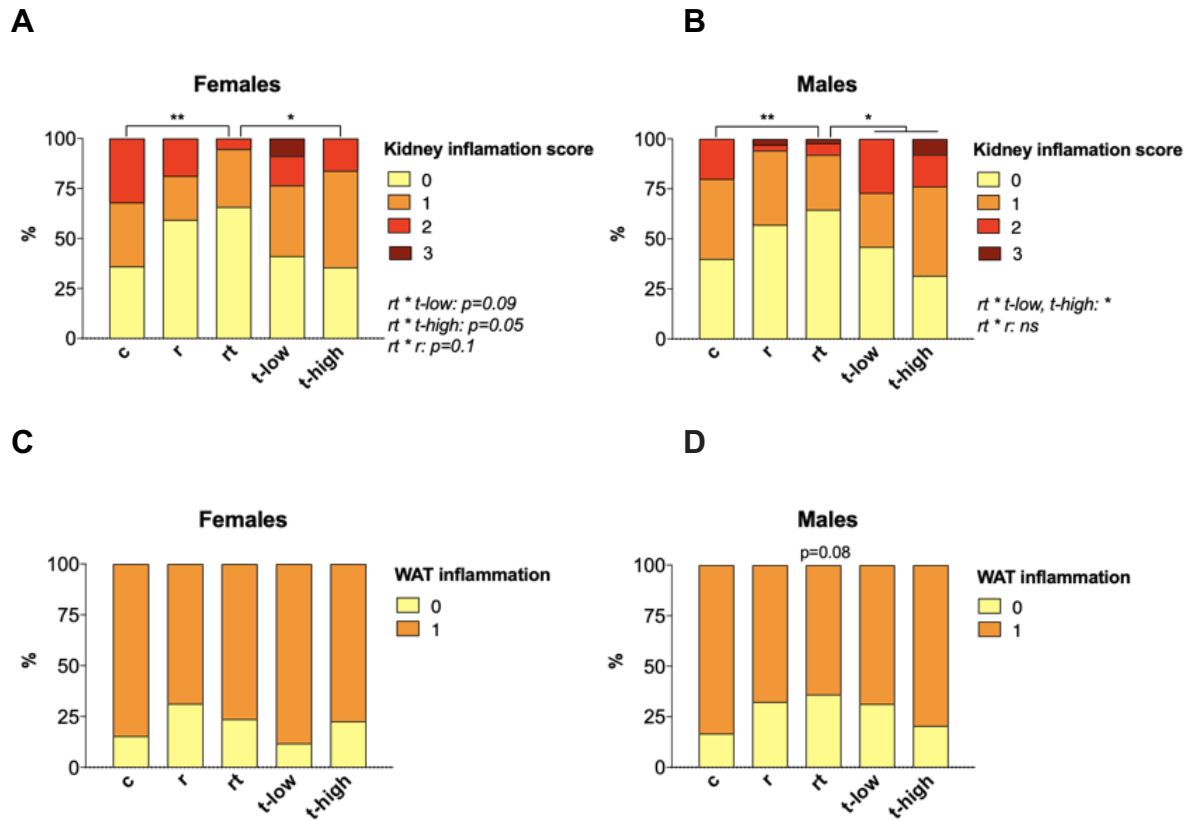 A
Females
**
*
100
75
50
25
0
%
c
r
rt
t-low
t-high
Kidney inflamation score
0
1
2
3
rt * t-low: p=0.09
rt * t-high: p=0.05
rt * r: p=0.1
B
Males
**
*
100
75
50
25
0
%
c
r
rt
t-low
t-high
Kidney inflamation score
0
1
2
3
rt * t-low, t-high: *
rt * r: ns
C
Females
100
75
50
25
0
%
c
r
rt
t-low
t-high
WAT inflammation
0
1
D
Males
p=0.08
100
75
50
25
0
%
c
r
rt
t-low
t-high
WAT inflammation
0
1